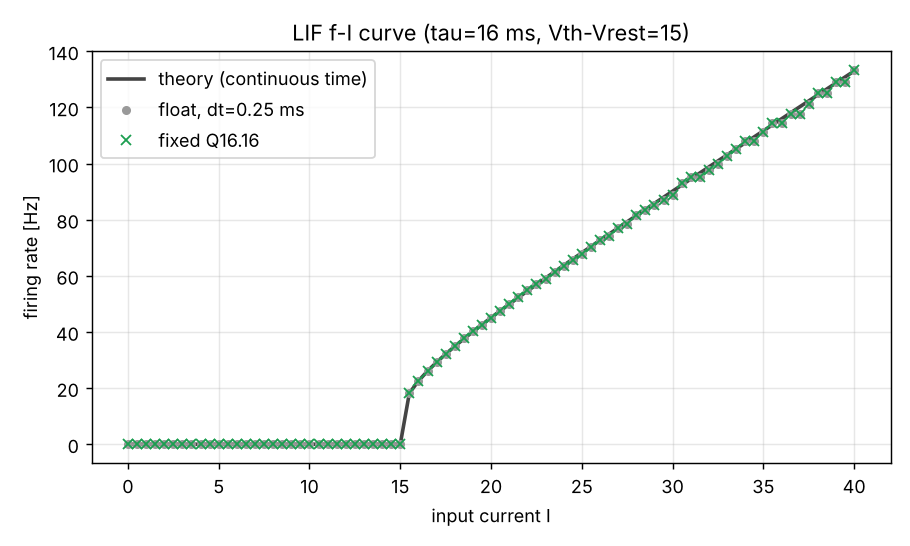 LIF f-I curve (tau=16 ms, Vth-Vrest=15)
theory (continuous time)
float, dt=0.25 ms
fixed Q16.16
firing rate [Hz]
140
120
100
80
60
40
20
0
0 5 10 15 20 25 30 35 40
input current I